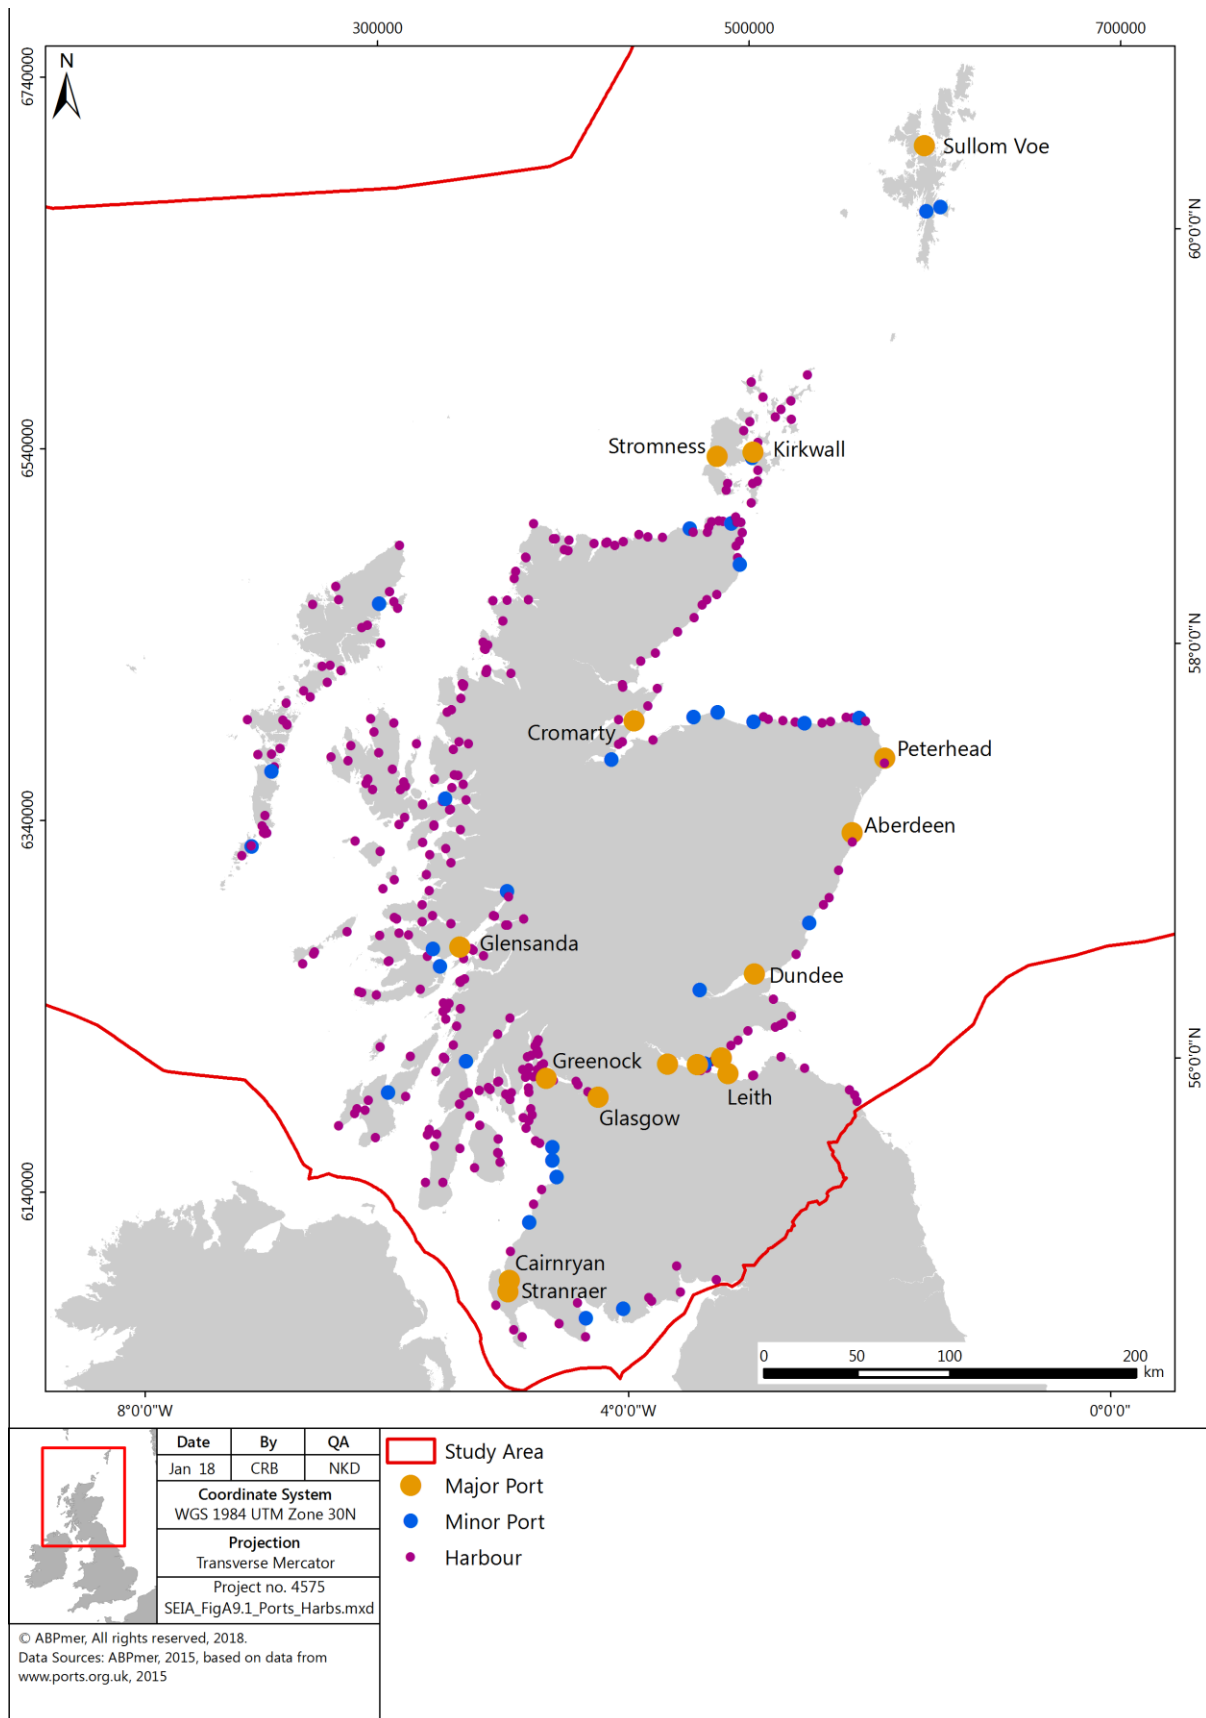 300000
500000
700000
N
6740000
Sullom Voe
60°0'0"N
Stromness
Kirkwall
6540000
58°0'0"N
Cromarty
Peterhead
Aberdeen
6340000
Glensanda
Dundee
56°0'0"N
Greenock
Leith
Glasgow
6140000
Cairnryan
Stranraer
0 50 100 200
km
8°0'0"W
4°0'0"W
0°0'0"
Date By QA
Jan 18 CRB NKD
Coordinate System
WGS 1984 UTM Zone 30N
Projection
Transverse Mercator
Project no. 4575
SEIA_FigA9.1_Ports_Harbs.mxd
© ABPmer, All rights reserved, 2018.
Data Sources: ABPmer, 2015, based on data from
www.ports.org.uk, 2015
Study Area
Major Port
Minor Port
Harbour